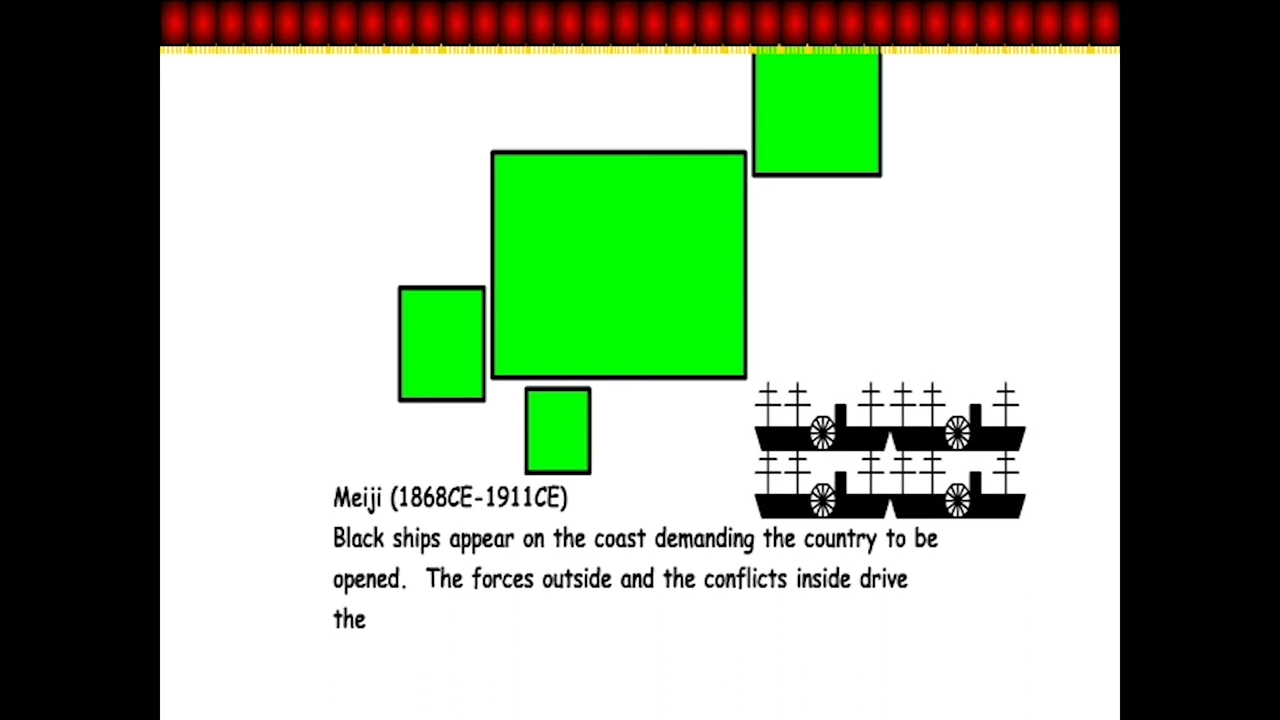 Meiji (1868CE-1911CE)
Black ships appear on the coast demanding the country to be
opened.  The forces outside and the conflicts inside drive
the